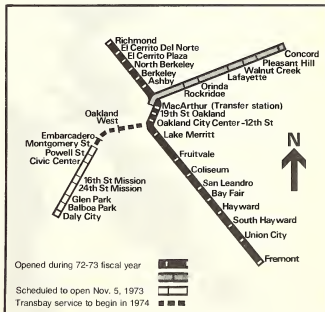 Richmond
El Cerrito Del Norte
El Cerrito Plaza
North Berkeley
Berkeley
Ashby
Concord
Pleasant Hill
Walnut Creek
Lafayette
Orinda
Rockridge
MacArthur (Transfer station)
19th St Oakland
Oakland City Center-12th St
Oakland
West
Lake Merritt
Embarcadero
Montgomery St
Powell St
Civic Center
16th St Mission
24th St Mission
Glen Park
Balboa Park
Daly City
Fruitvale
Coliseum
San Leandro
Bay Fair
Hayward
South Hayward
Union City
Fremont
N
Opened during 72-73 fiscal year
Scheduled to open Nov. 5, 1973
Transbay service to begin in 1974